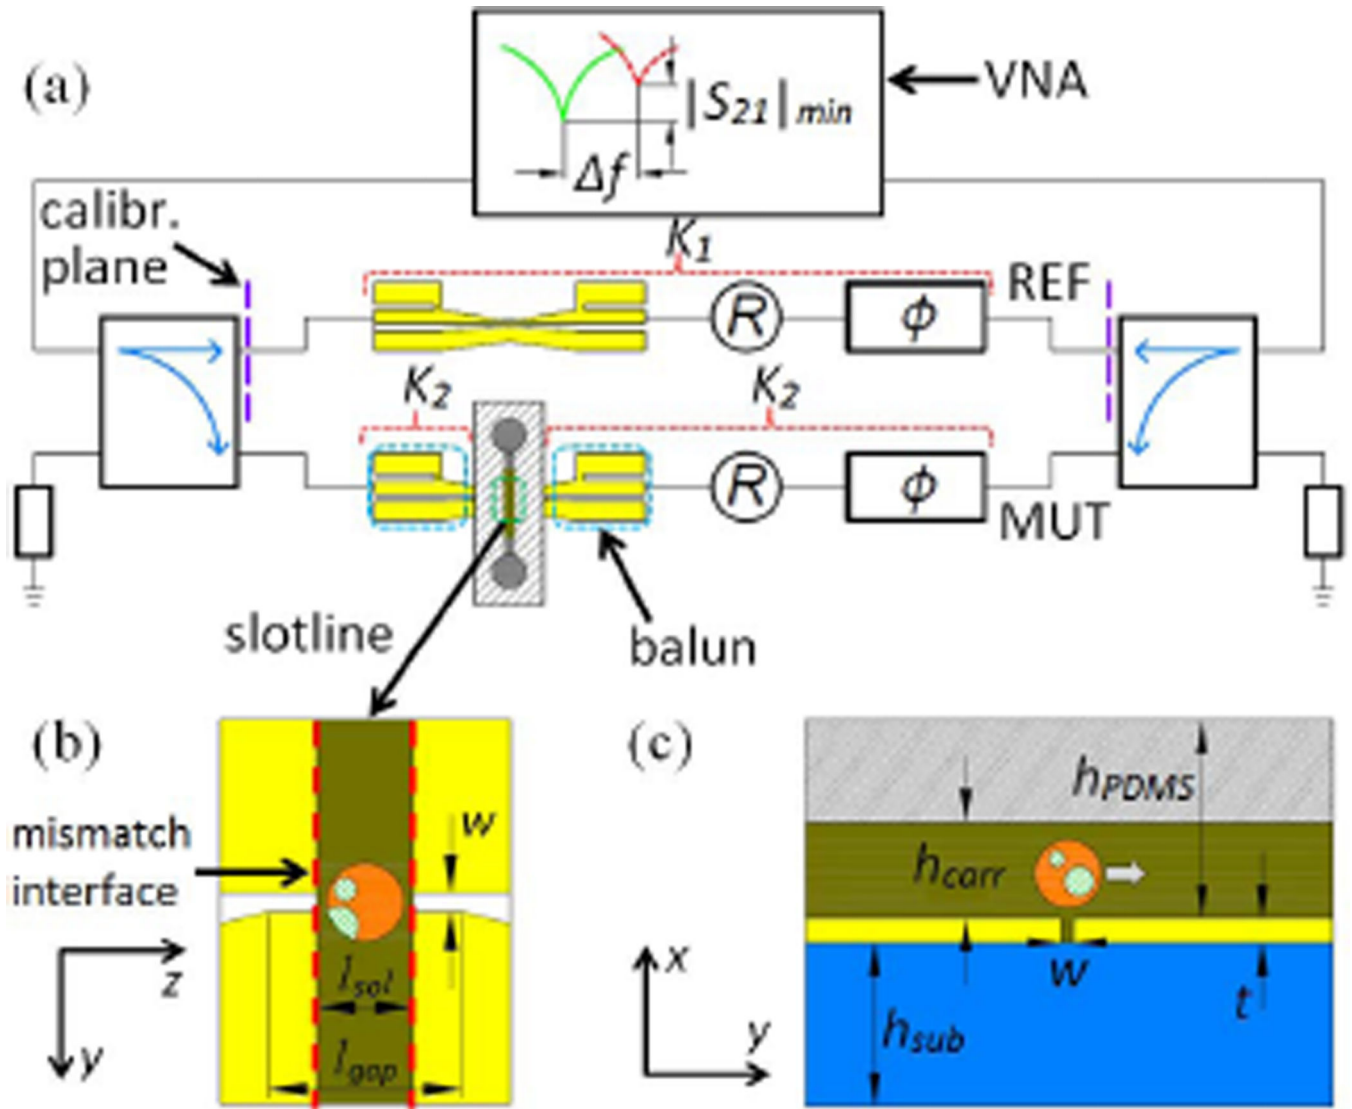 (a)
VNA
|S21|min
Δf
calibr.
plane
K1
REF
R
ϕ
K2
K2
R
ϕ
MUT
slotline
balun
(b)
mismatch
interface
w
lsol
lgap
z
y
(c)
hPDMS
hcarr
w
t
hsub
x
y